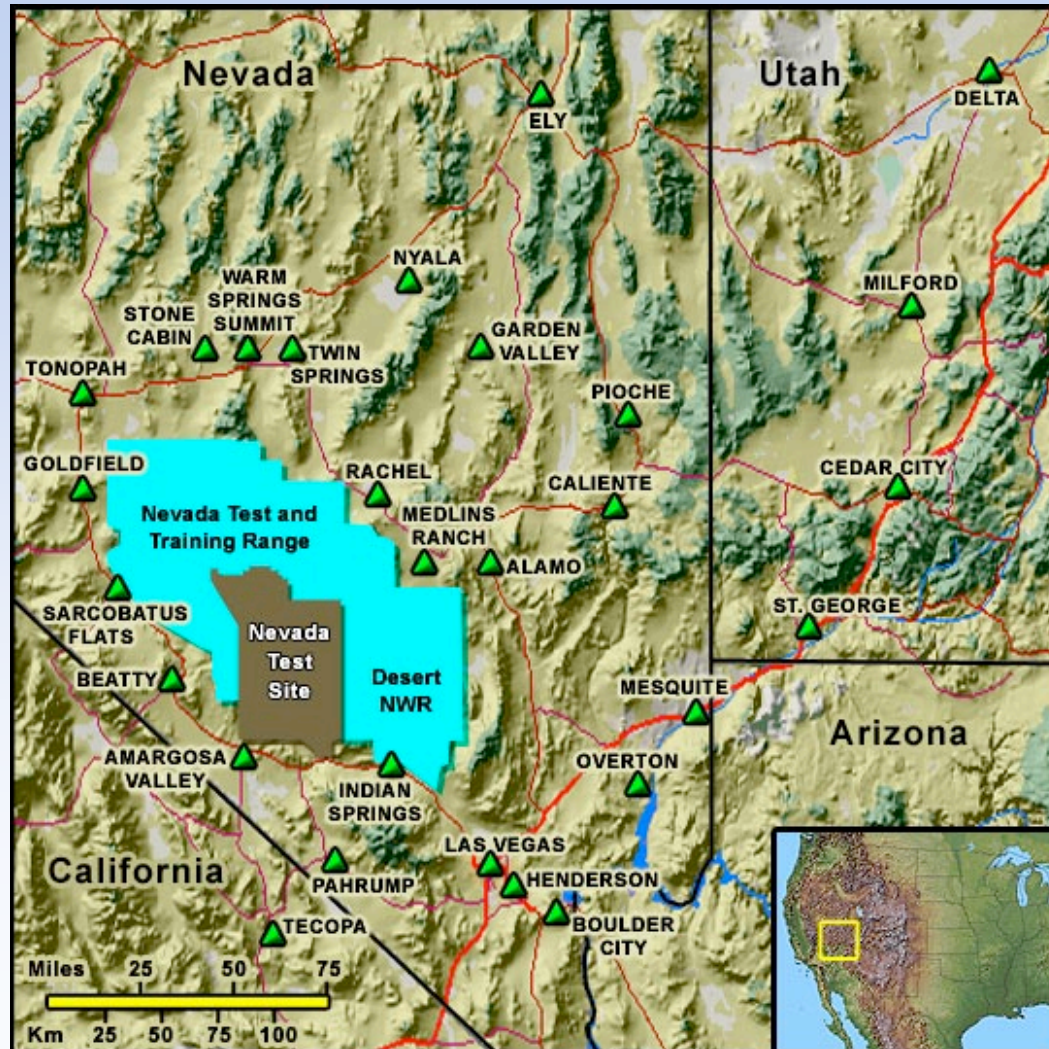 Nevada
Utah
DELTA
ELY
NYALA
WARM
SPRINGS
SUMMIT
STONE
CABIN
TWIN
SPRINGS
GARDEN
VALLEY
MILFORD
TONOPAH
PIOCHE
GOLDFIELD
RACHEL
CALIENTE
CEDAR CITY
Nevada Test and
Training Range
MEDLINS
RANCH
ALAMO
SARCOBATUS
FLATS
ST. GEORGE
Nevada
Test
Site
BEATTY
Desert
NWR
MESQUITE
Arizona
AMARGOSA
VALLEY
OVERTON
INDIAN
SPRINGS
LAS VEGAS
California
PAHRUMP
HENDERSON
BOULDER
CITY
TECOPA
Miles 25 50 75
Km 25 50 75 100